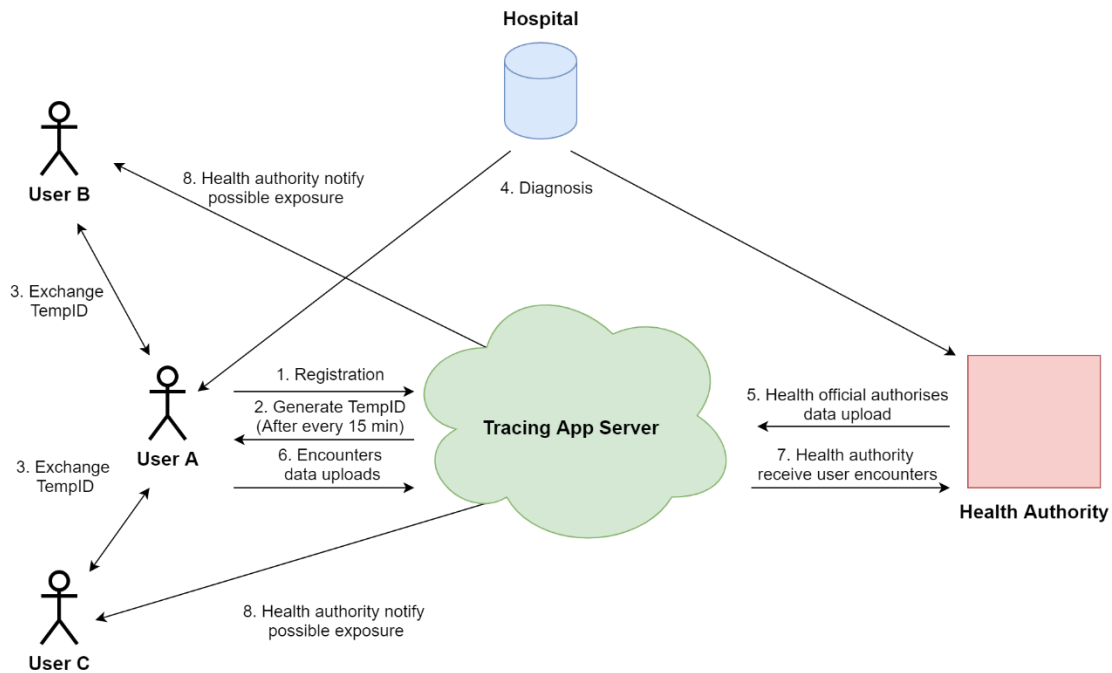 Hospital
User B
8. Health authority notify
possible exposure
4. Diagnosis
3. Exchange
TempID
1. Registration
2. Generate TempID
(After every 15 min)
6. Encounters
data uploads
User A
Tracing App Server
5. Health official authorises
data upload
7. Health authority
receive user encounters
Health Authority
3. Exchange
TempID
8. Health authority notify
possible exposure
User C